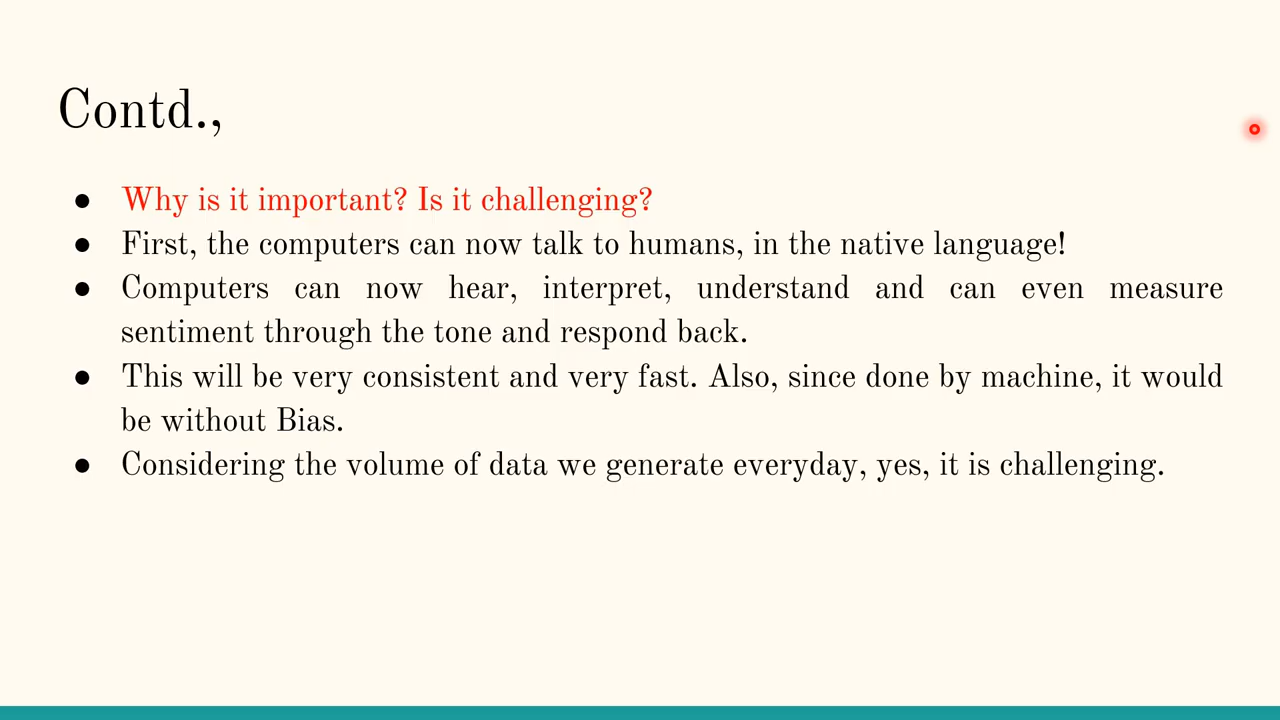 Contd.,
● Why is it important? Is it challenging?
● First, the computers can now talk to humans, in the native language!
● Computers can now hear, interpret, understand and can even measure
sentiment through the tone and respond back.
● This will be very consistent and very fast. Also, since done by machine, it would
be without Bias.
● Considering the volume of data we generate everyday, yes, it is challenging.